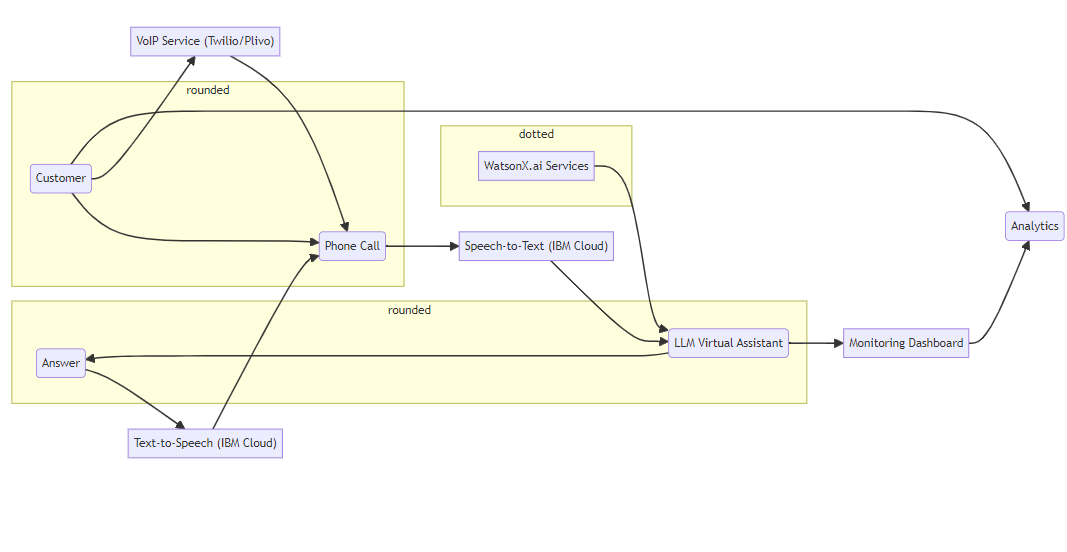 VoIP Service (Twilio/Plivo)
rounded
dotted
WatsonX.ai Services
Customer
Analytics
Phone Call
Speech-to-Text (IBM Cloud)
rounded
LLM Virtual Assistant
Monitoring Dashboard
Answer
Text-to-Speech (IBM Cloud)